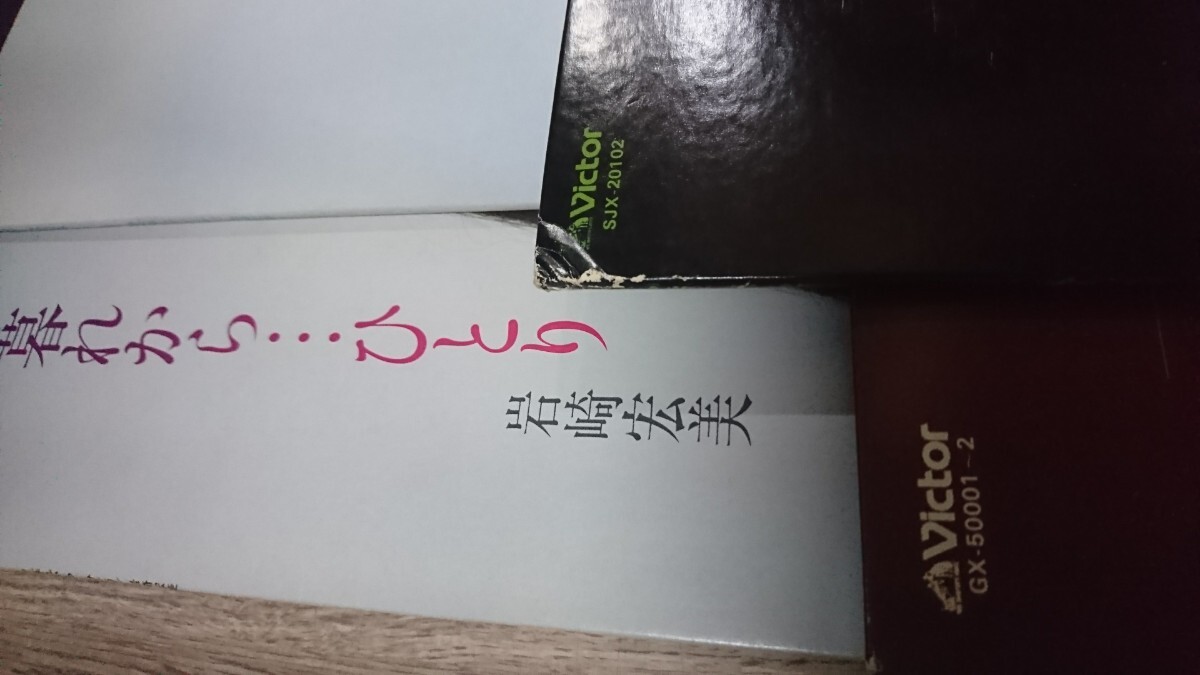 暮れから…ひとり
岩崎宏美
Victor
SJX-20102
Victor
GX-50001~2